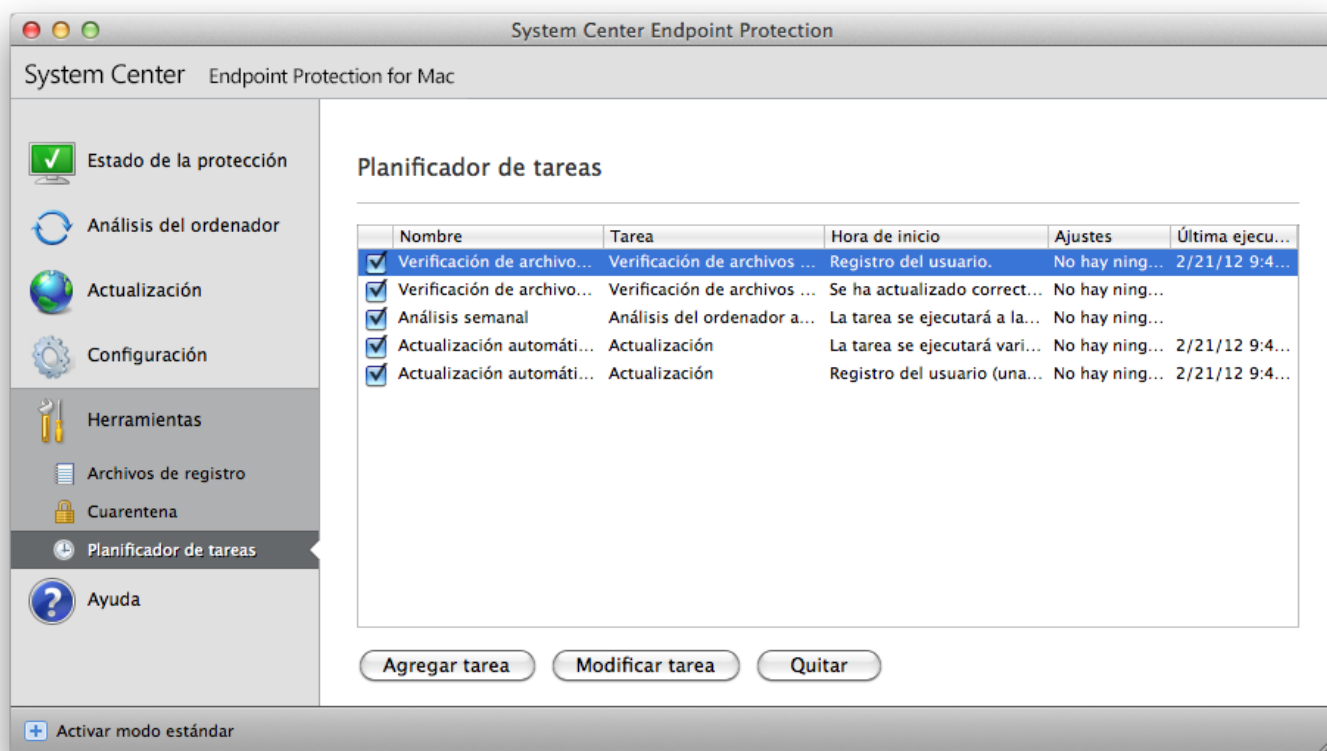 System Center Endpoint Protection
System Center Endpoint Protection for Mac
Estado de la protección
Análisis del ordenador
Actualización
Configuración
Herramientas
Archivos de registro
Cuarentena
Planificador de tareas
Ayuda
Planificador de tareas
Nombre Tarea Hora de inicio Ajustes Última ejecu...
Verificación de archivo... Verificación de archivos ... Registro del usuario. No hay ning... 2/21/12 9:4...
Verificación de archivo... Verificación de archivos ... Se ha actualizado correct... No hay ning...
Análisis semanal Análisis del ordenador a... La tarea se ejecutará a la... No hay ning...
Actualización automáti... Actualización La tarea se ejecutará vari... No hay ning... 2/21/12 9:4...
Actualización automáti... Actualización Registro del usuario (una... No hay ning... 2/21/12 9:4...
Agregar tarea Modificar tarea Quitar
Activar modo estándar